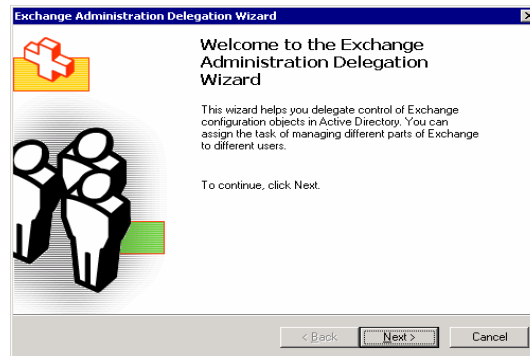 Exchange Administration Delegation Wizard
Welcome to the Exchange
Administration Delegation
Wizard
This wizard helps you delegate control of Exchange
configuration objects in Active Directory. You can
assign the task of managing different parts of Exchange
to different users.
To continue, click Next.
< Back Next > Cancel